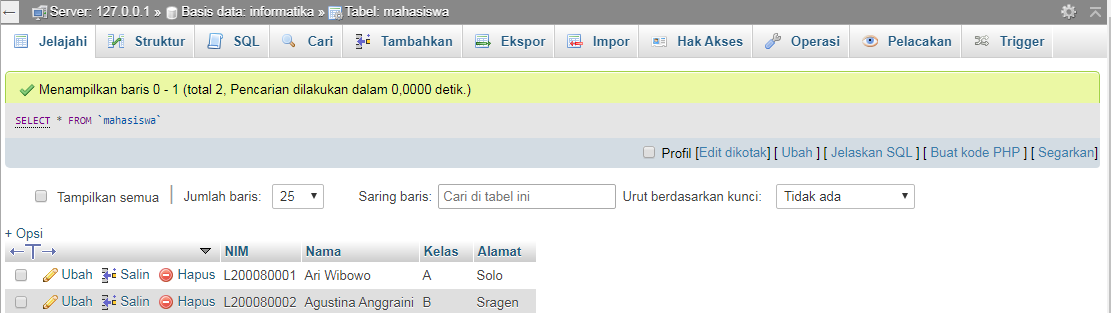 Server: 127.0.0.1 » Basis data: informatika » Tabel: mahasiswa
Jelajahi Struktur SQL Cari Tambahkan Ekspor Impor Hak Akses Operasi Pelacakan Trigger
Menampilkan baris 0 - 1 (total 2, Pencarian dilakukan dalam 0,0000 detik.)
SELECT * FROM `mahasiswa`
Profil [Edit dikotak] [ Ubah ] [ Jelaskan SQL ] [ Buat kode PHP ] [ Segarkan]
Tampilkan semua | Jumlah baris: 25 Saring baris: Cari di tabel ini Urut berdasarkan kunci: Tidak ada
+ Opsi
←T→ NIM Nama Kelas Alamat
Ubah Salin Hapus L200080001 Ari Wibowo A Solo
Ubah Salin Hapus L200080002 Agustina Anggraini B Sragen